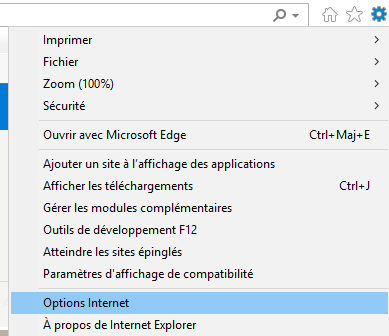 Imprimer
Fichier
Zoom (100%)
Sécurité
Ouvrir avec Microsoft Edge Ctrl+Maj+E
Ajouter un site à l'affichage des applications
Afficher les téléchargements Ctrl+J
Gérer les modules complémentaires
Outils de développement F12
Atteindre les sites épinglés
Paramètres d'affichage de compatibilité
Options Internet
À propos de Internet Explorer